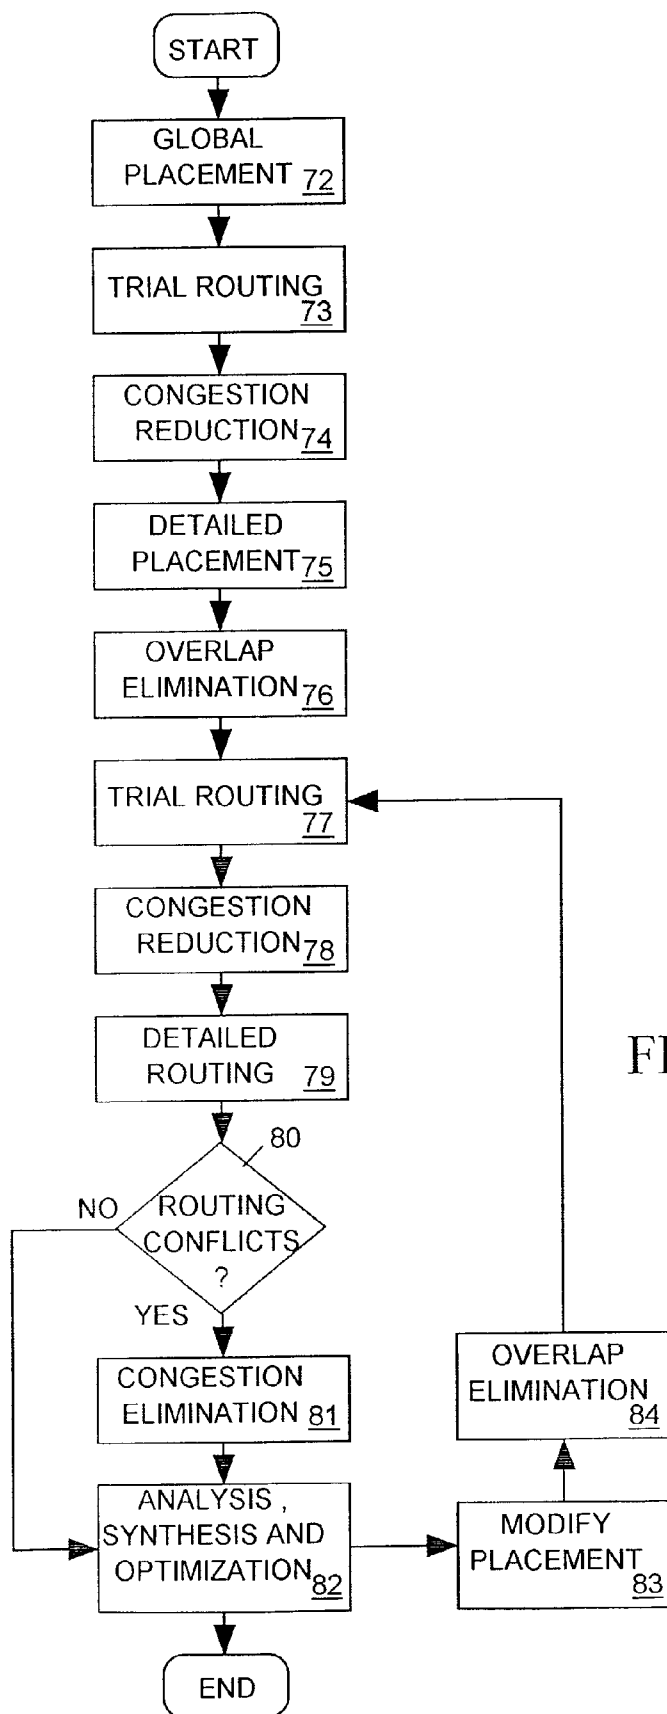 START
GLOBAL
PLACEMENT 72
TRIAL ROUTING
73
CONGESTION
REDUCTION 74
DETAILED
PLACEMENT 75
OVERLAP
ELIMINATION 76
TRIAL ROUTING
77
CONGESTION
REDUCTION 78
DETAILED
ROUTING 79
80
NO
ROUTING
CONFLICTS
?
YES
CONGESTION
ELIMINATION 81
ANALYSIS ,
SYNTHESIS AND
OPTIMIZATION 82
END
MODIFY
PLACEMENT
83
OVERLAP
ELIMINATION
84